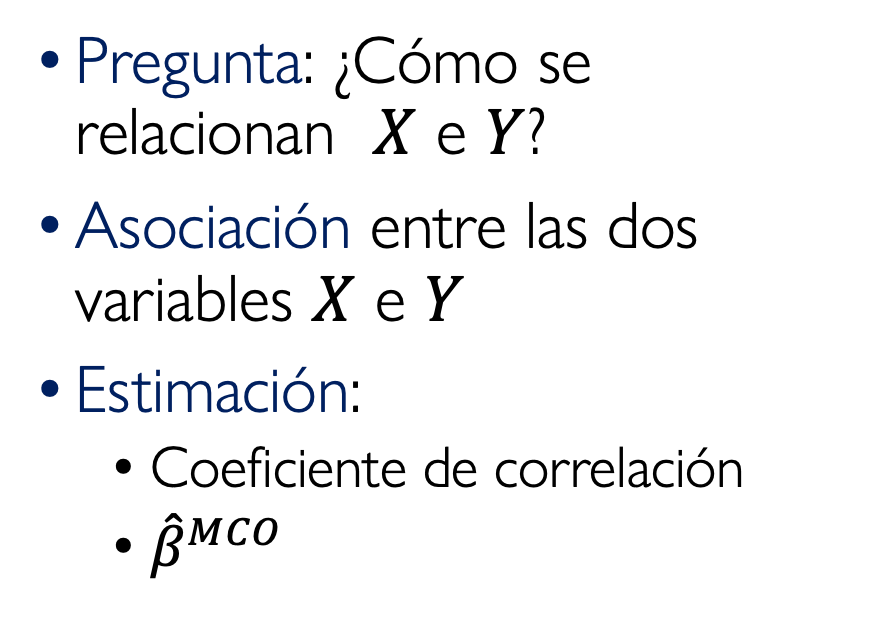 • Pregunta: ¿Cómo se
relacionan X e Y?
• Asociación entre las dos
variables X e Y
• Estimación:
• Coeficiente de correlación
• β̂ᴹᶜᴼ